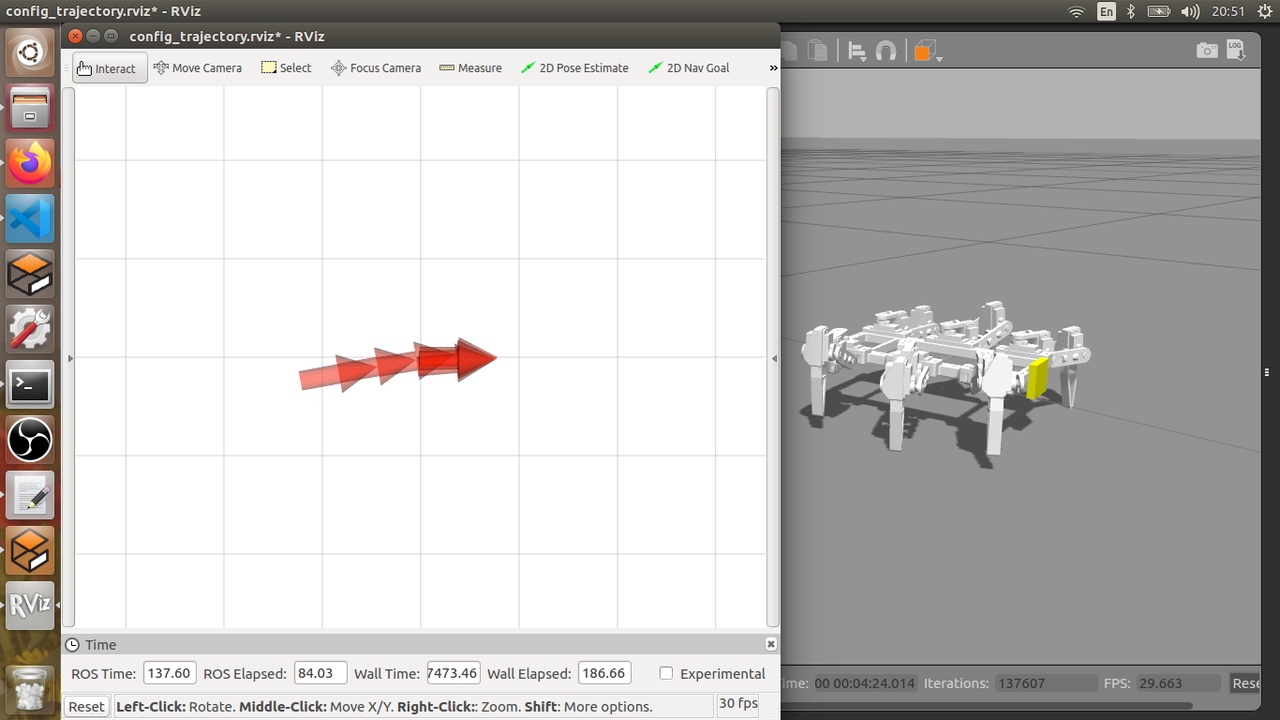 config_trajectory.rviz* - RViz
En
20:51
config_trajectory.rviz* - RViz
Interact Move Camera Select Focus Camera Measure 2D Pose Estimate 2D Nav Goal »
LOG
RViz
Time
ROS Time: 137.60 ROS Elapsed: 84.03 Wall Time: 7473.46 Wall Elapsed: 186.66 Experimental
ime: 00 00:04:24.014 Iterations: 137607 FPS: 29.663 Rese
Reset Left-Click: Rotate. Middle-Click: Move X/Y. Right-Click:: Zoom. Shift: More options. 30 fps